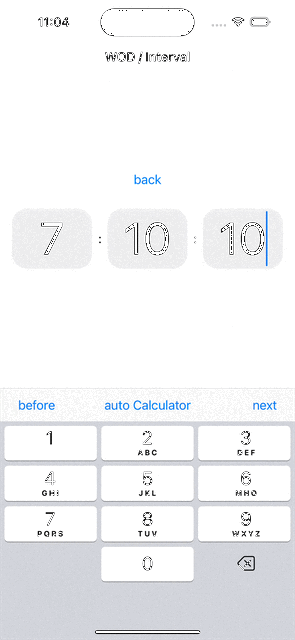 11:04
WOD / Interval
back
7 : 10 : 10
before auto Calculator next
1 2 3
ABC DEF
4 5 6
GHI JKL MNO
7 8 9
PQRS TUV WXYZ
0